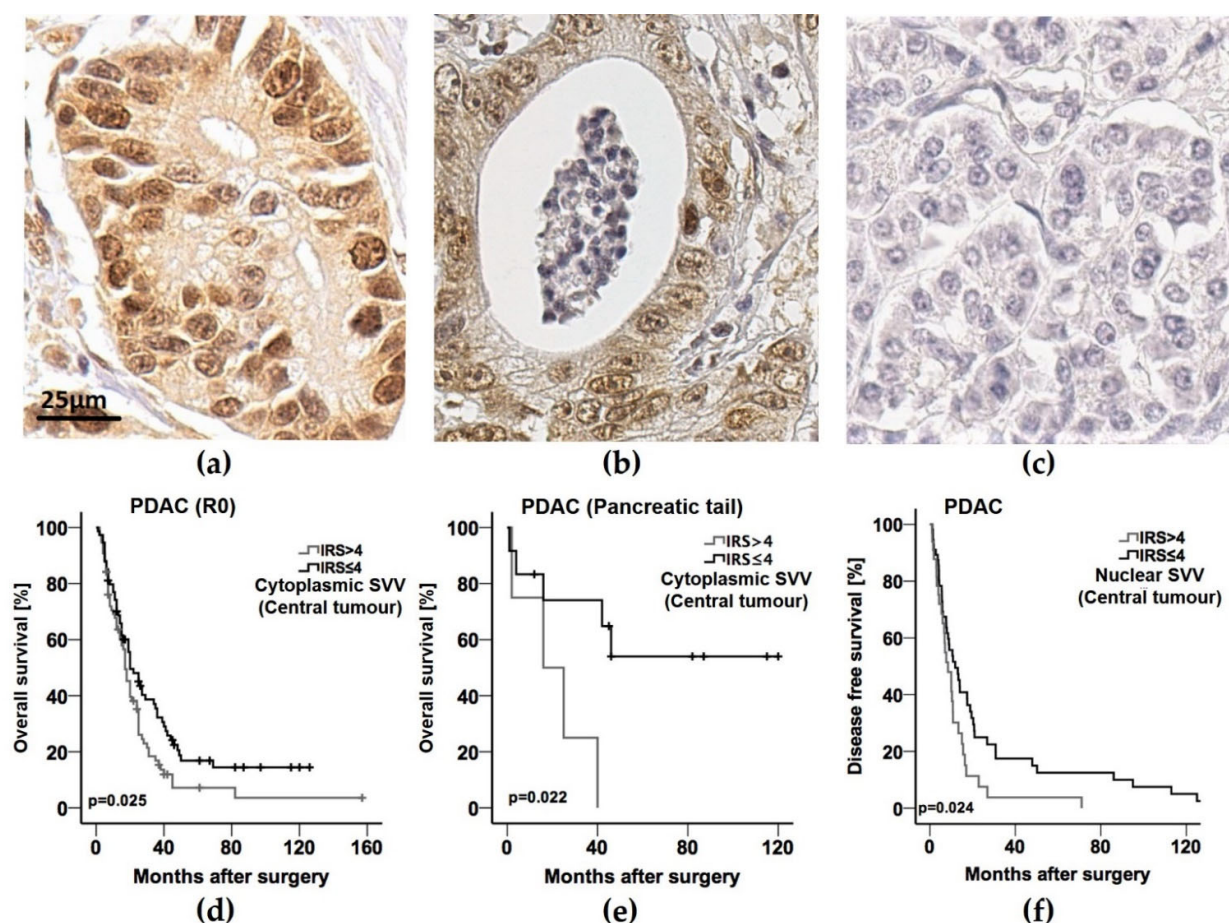 25µm
(a)
(b)
(c)
PDAC (R0)
100
80
60
40
20
0
Overall survival [%]
IRS>4
IRS≤4
Cytoplasmic SVV
(Central tumour)
p=0.025
0 40 80 120 160
Months after surgery
(d)
PDAC (Pancreatic tail)
100
80
60
40
20
0
Overall survival [%]
IRS>4
IRS≤4
Cytoplasmic SVV
(Central tumour)
p=0.022
0 40 80 120
Months after surgery
(e)
PDAC
100
80
60
40
20
0
Disease free survival [%]
IRS>4
IRS≤4
Nuclear SVV
(Central tumour)
p=0.024
0 40 80 120
Months after surgery
(f)